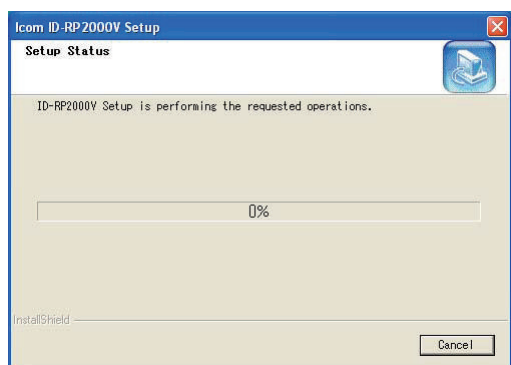 Icom ID-RP2000V Setup
Setup Status
ID-RP2000V Setup is performing the requested operations.
0%
InstallShield
Cancel